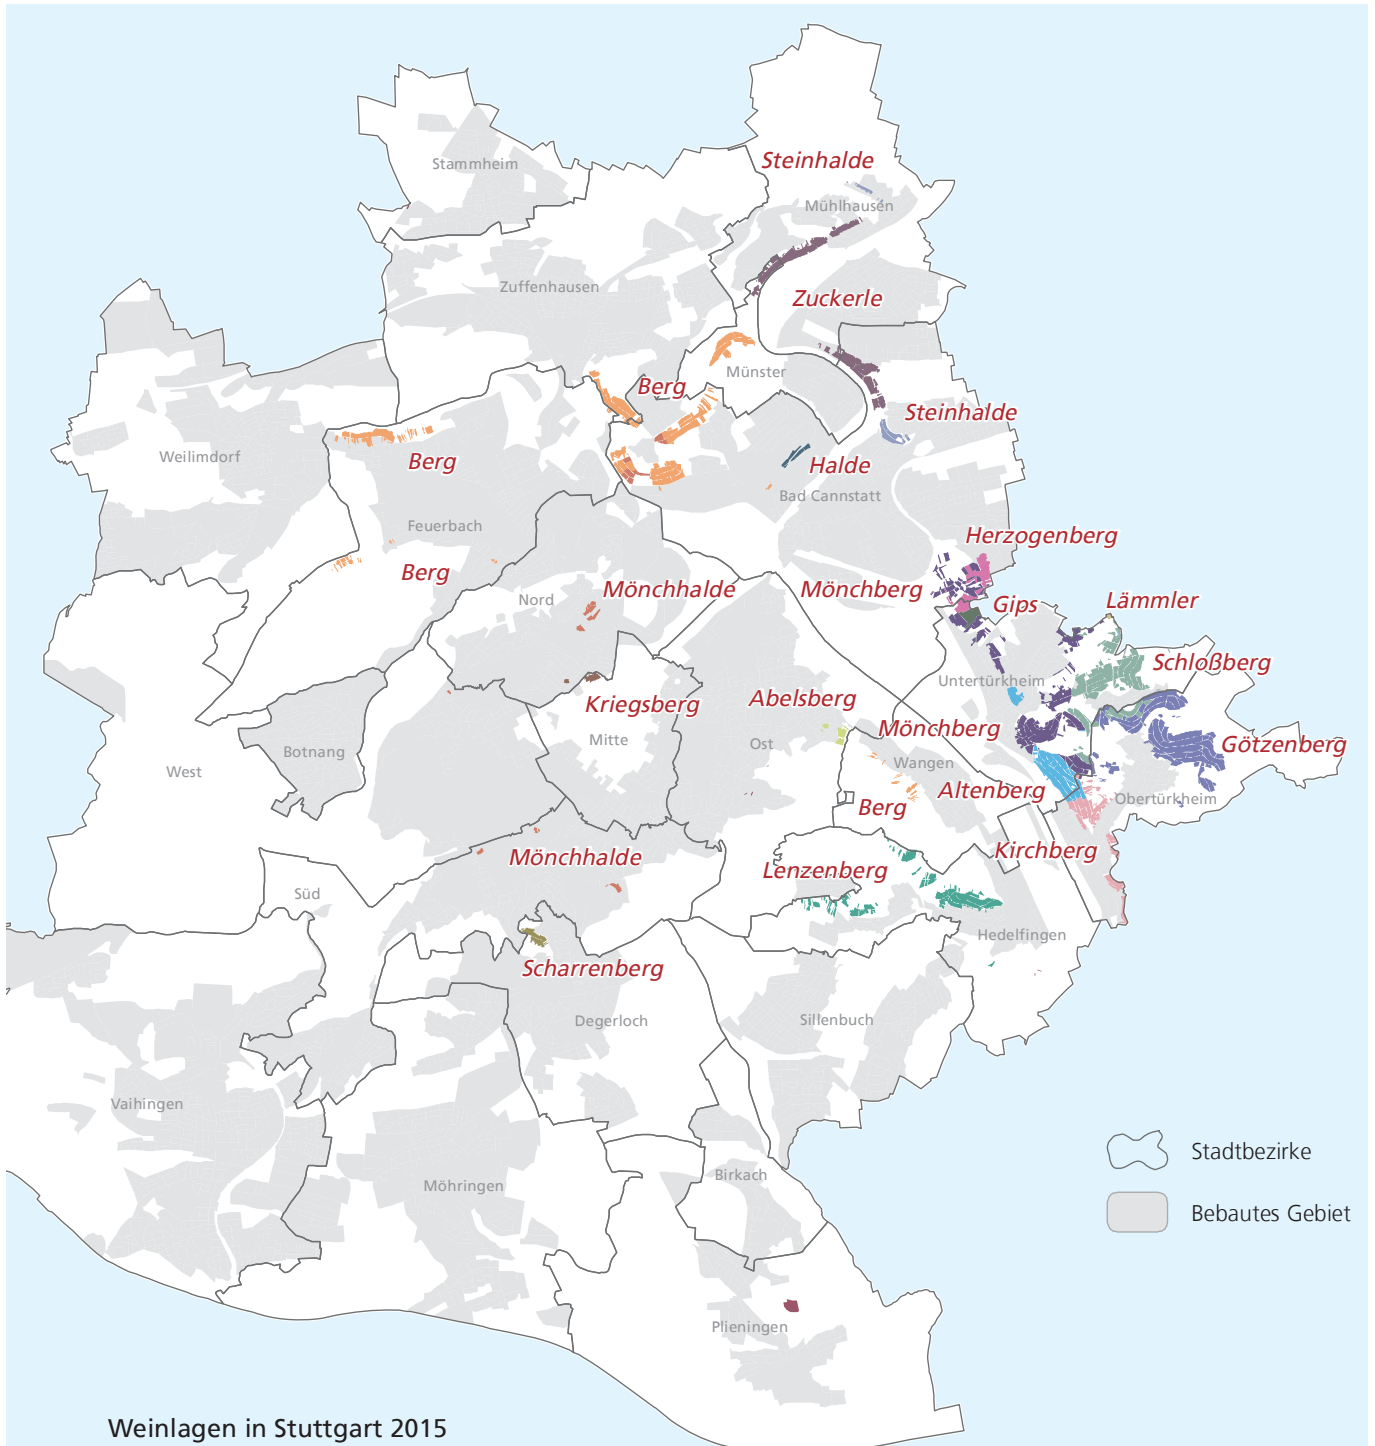 Steinhalde
Stammheim
Mühlhausen
Zuffenhausen
Zuckerle
Münster
Berg
Steinhalde
Weilimdorf
Berg
Halde
Bad Cannstatt
Feuerbach
Herzogenberg
Berg
Mönchhalde
Mönchberg
Nord
Gips
Lämmler
Schloßberg
Untertürkheim
Kriegsberg
Abelsberg
Mönchberg
Mitte
Ost
Götzenberg
Botnang
West
Wangen
Altenberg
Obertürkheim
Berg
Mönchhalde
Kirchberg
Lenzenberg
Süd
Hedelfingen
Scharrenberg
Degerloch
Sillenbuch
Vaihingen
Stadtbezirke
Birkach
Möhringen
Bebautes Gebiet
Plieningen
Weinlagen in Stuttgart 2015